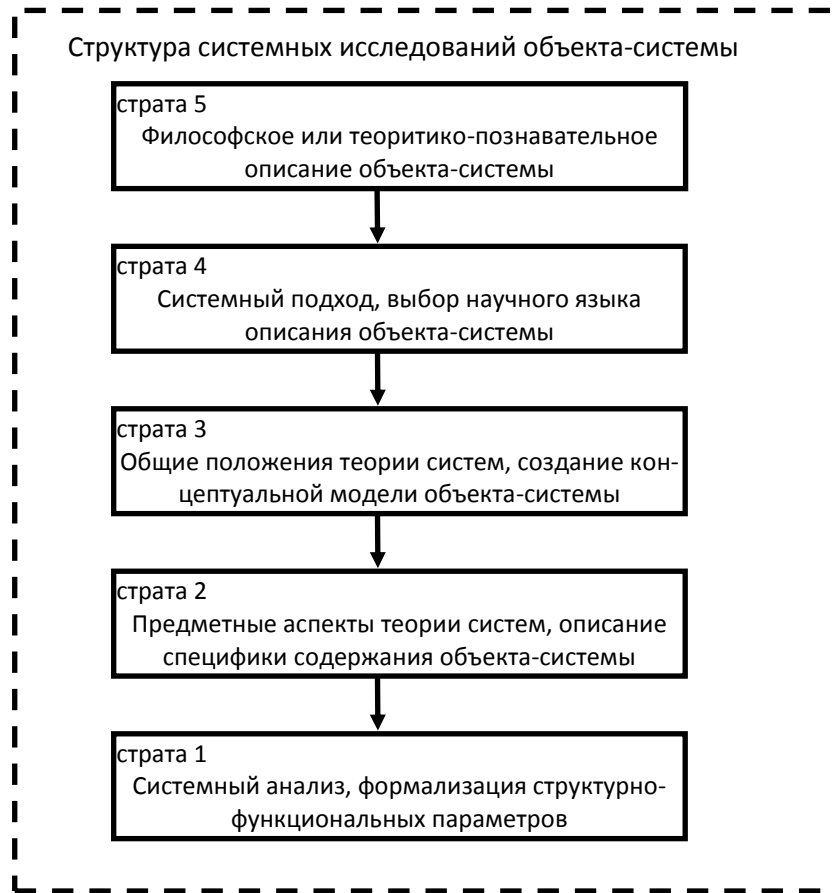 Структура системных исследований объекта-системы
страта 5
Философское или теоритико-познавательное
описание объекта-системы
страта 4
Системный подход, выбор научного языка
описания объекта-системы
страта 3
Общие положения теории систем, создание кон-
цептуальной модели объекта-системы
страта 2
Предметные аспекты теории систем, описание
специфики содержания объекта-системы
страта 1
Системный анализ, формализация структурно-
функциональных параметров